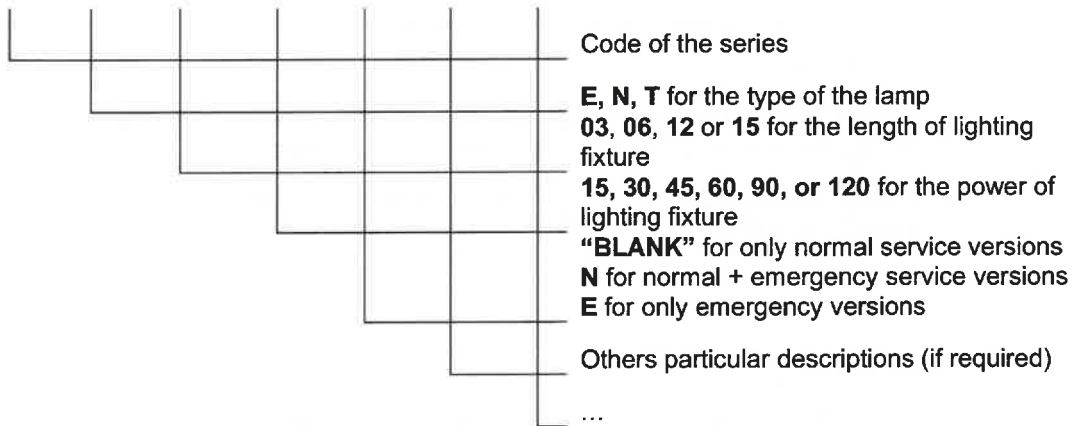 Code of the series
E, N, T for the type of the lamp
03, 06, 12 or 15 for the length of lighting
fixture
15, 30, 45, 60, 90, or 120 for the power of
lighting fixture
“BLANK” for only normal service versions
N for normal + emergency service versions
E for only emergency versions
Others particular descriptions (if required)
...